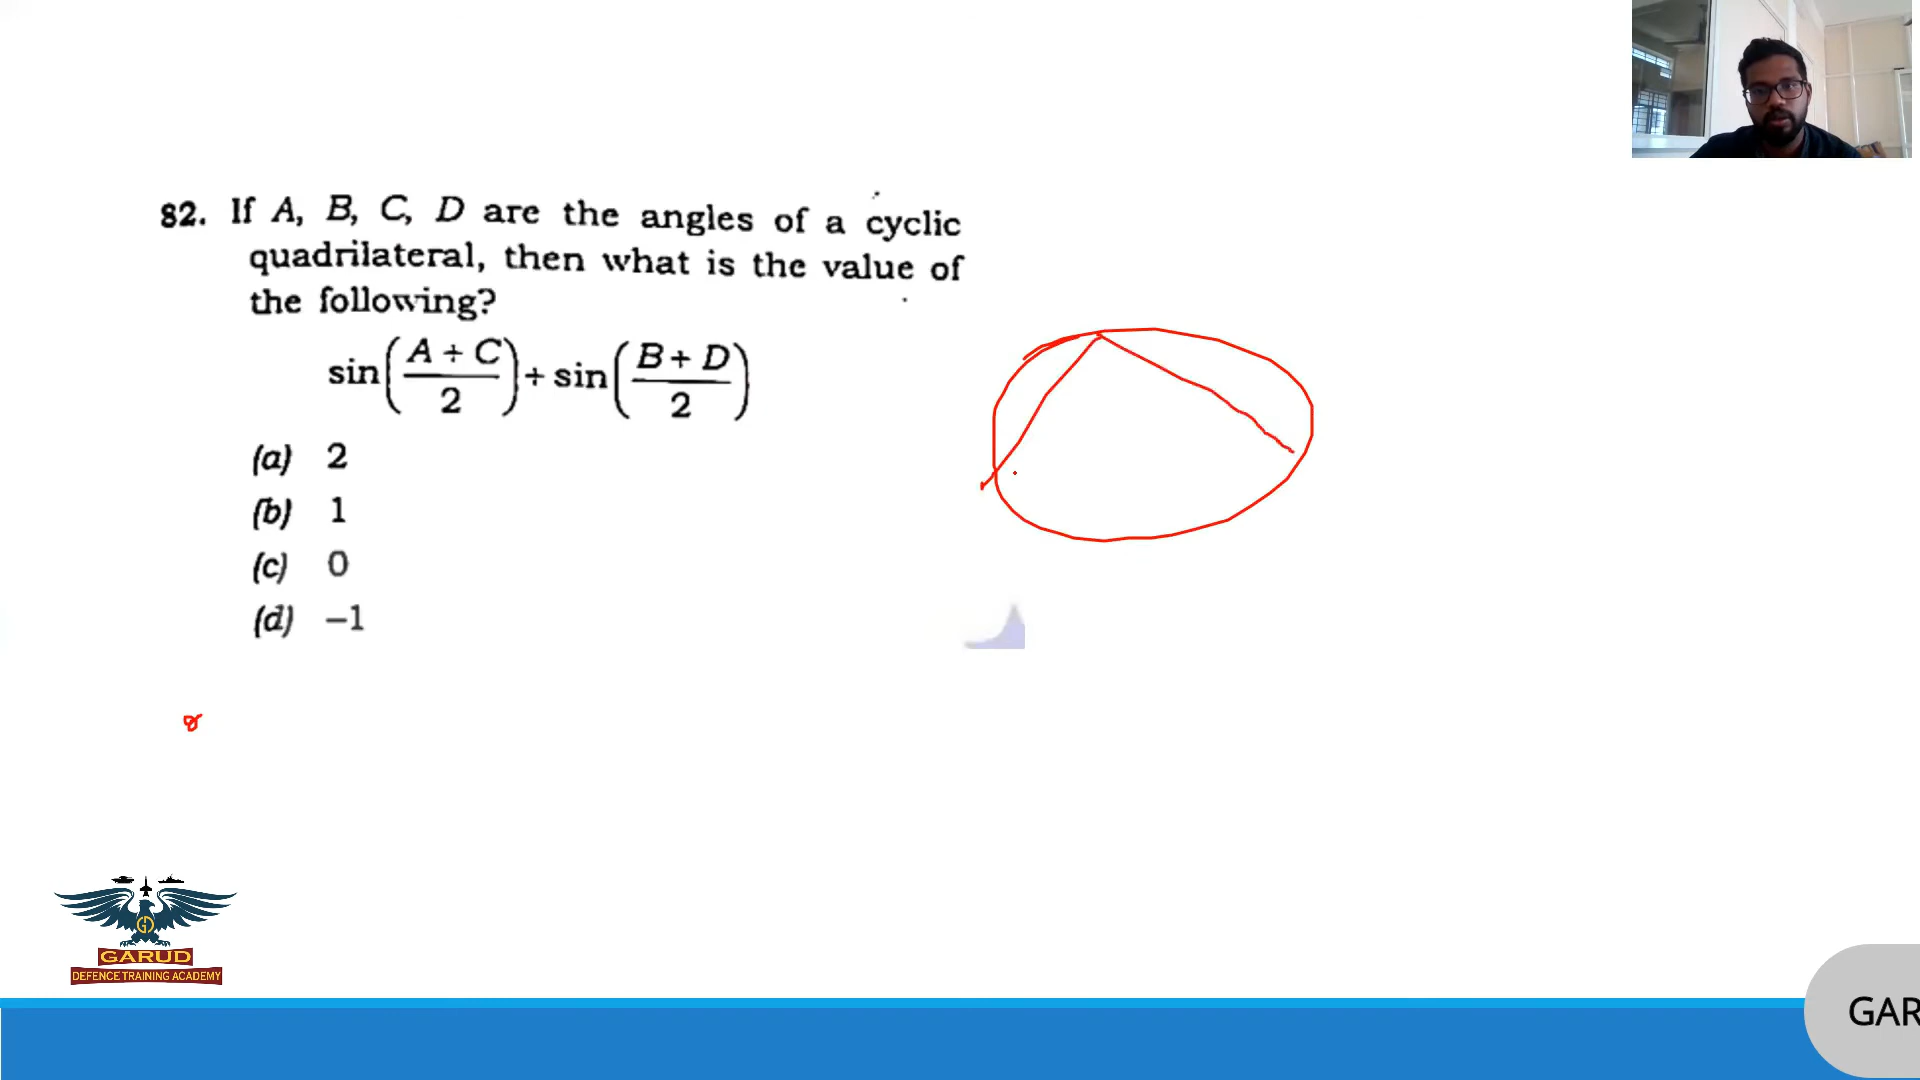 82. If A, B, C, D are the angles of a cyclic
quadrilateral, then what is the value of
the following?
sin((A + C)/2) + sin((B + D)/2)
(a) 2
(b) 1
(c) 0
(d) −1
GARUD
DEFENCE TRAINING ACADEMY
GAR